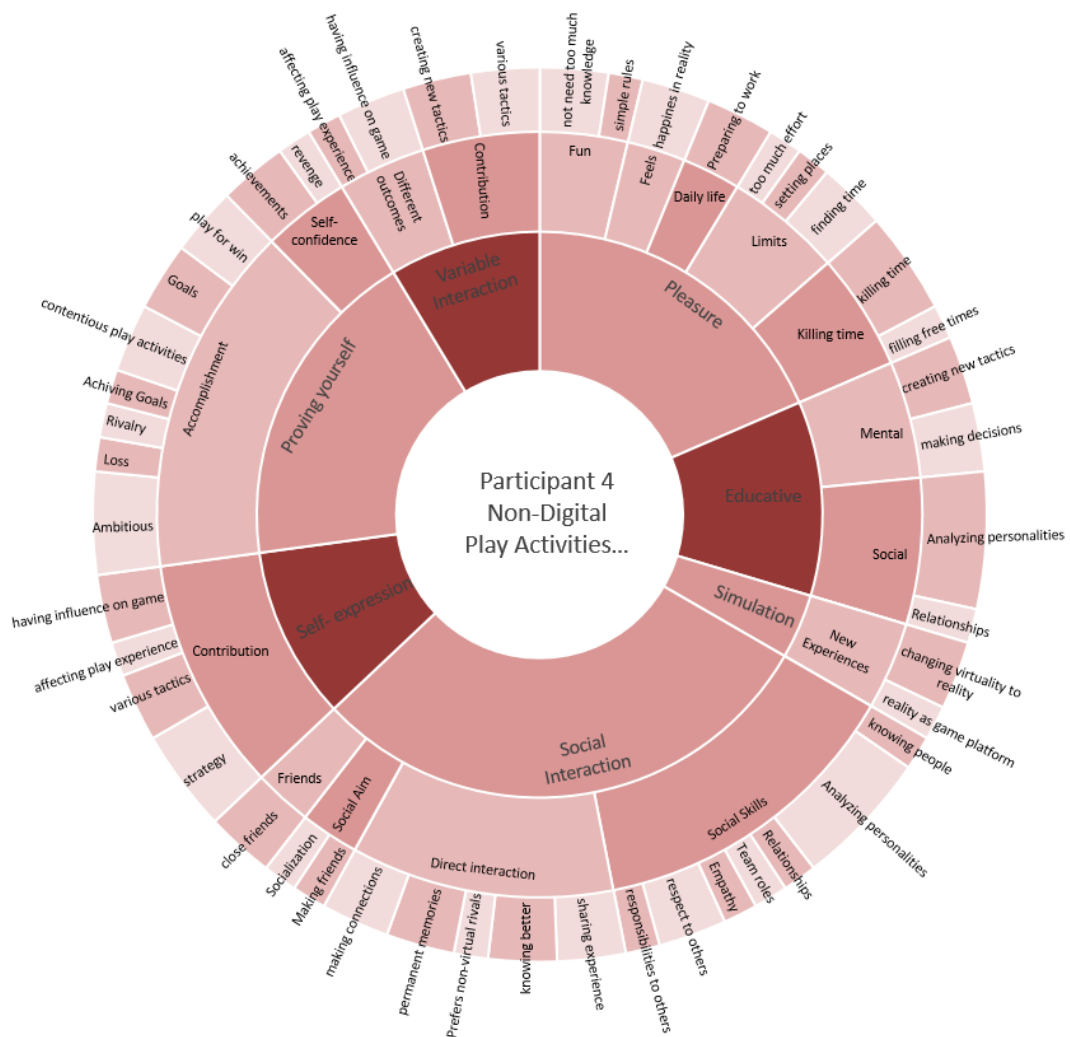 Participant 4
Non-Digital
Play Activities...
Pleasure
Educative
Simulation
Social
Interaction
Self- expression
Proving yourself
Variable
Interaction
Fun
Feels
Daily life
Limits
Killing time
Mental
Social
New
Experiences
Social Skills
Direct interaction
Social Aim
Friends
Contribution
Accomplishment
Self-
confidence
Different
outcomes
Contribution
not need too much
knowledge
simple rules
happines in reality
Preparing to work
too much effort
setting places
finding time
killing time
filling free times
creating new tactics
making decisions
Analyzing personalities
Relationships
changing virtuality to
reality
reality as game platform
knowing people
Analyzing personalities
Relationships
Team roles
Empathy
respect to others
responsibilities to others
sharing experience
knowing better
Prefers non-virtual rivals
permanent memories
making connections
Making friends
Socialization
close friends
strategy
various tactics
affecting play experience
having influence on game
Ambitious
Loss
Rivalry
Achiving Goals
contentious play activities
Goals
play for win
achievements
revenge
affecting play experience
having influence on game
creating new tactics
various tactics